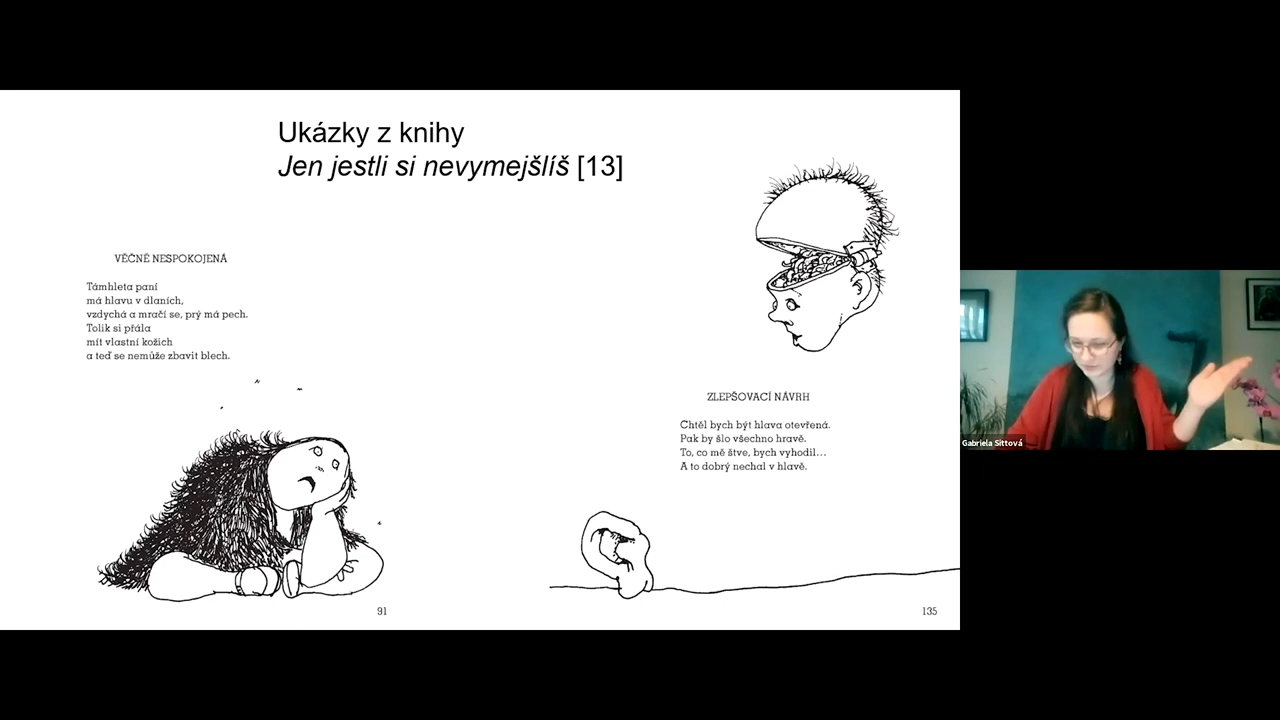 Ukázky z knihy
Jen jestli si nevymejšlíš [13]
VĚČNĚ NESPOKOJENÁ
Támhleta paní
má hlavu v dlaních,
vzdychá a mračí se, prý má pech.
Tolik si přála
mít vlastní kožich
a teď se nemůže zbavit blech.
91
ZLEPŠOVACÍ NÁVRH
Chtěl bych být hlava otevřená.
Pak by šlo všechno hravě.
To, co mě štve, bych vyhodil...
A to dobrý nechal v hlavě.
135
Gabriela Sittová